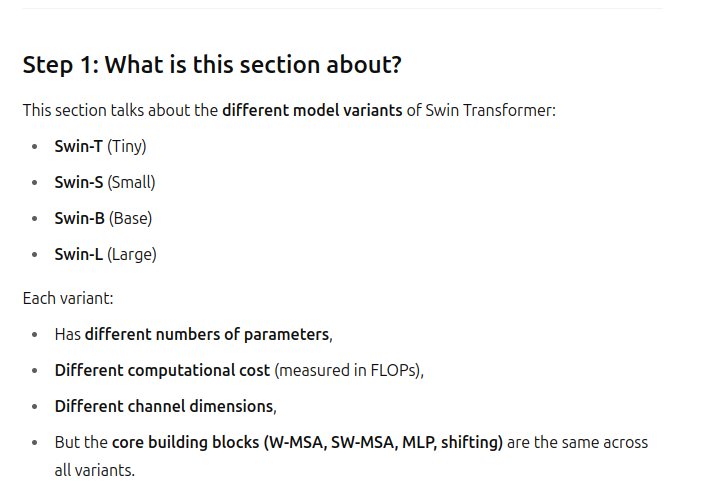 Step 1: What is this section about?
This section talks about the different model variants of Swin Transformer:
• Swin-T (Tiny)
• Swin-S (Small)
• Swin-B (Base)
• Swin-L (Large)
Each variant:
• Has different numbers of parameters,
• Different computational cost (measured in FLOPs),
• Different channel dimensions,
• But the core building blocks (W-MSA, SW-MSA, MLP, shifting) are the same across
all variants.